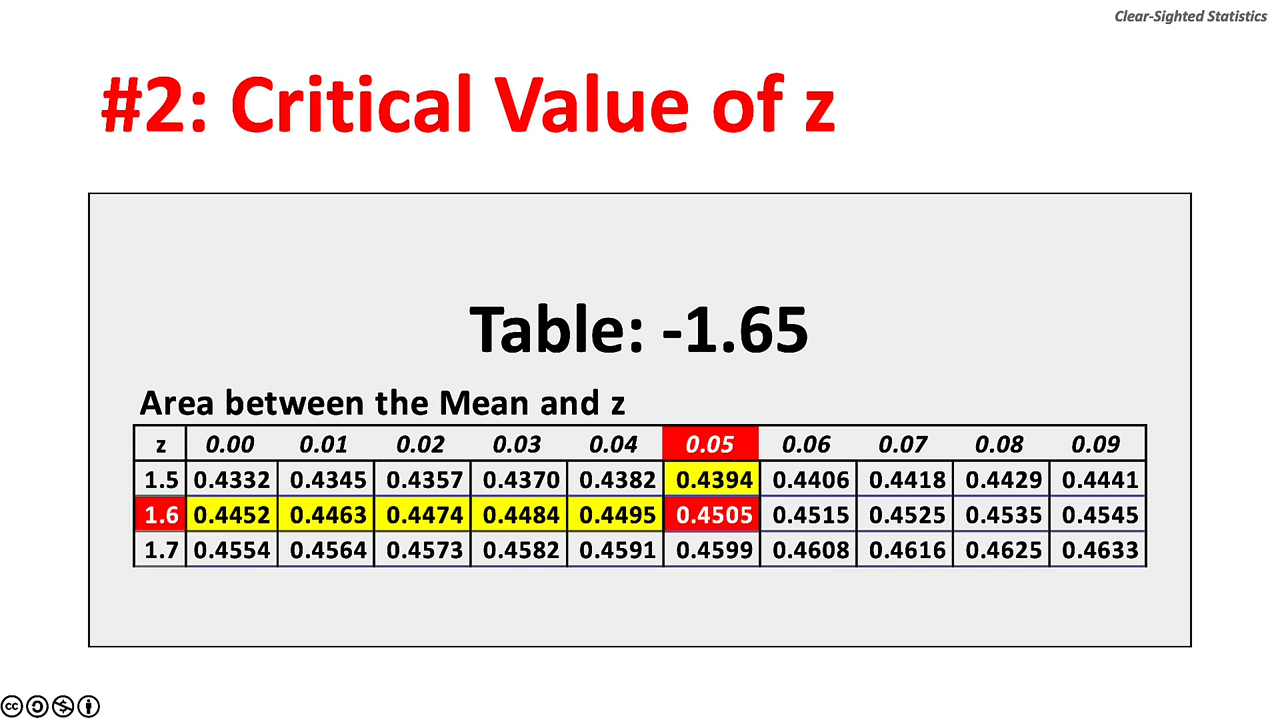 Clear-Sighted Statistics
#2: Critical Value of z
Table: -1.65
Area between the Mean and z
z 0.00 0.01 0.02 0.03 0.04 0.05 0.06 0.07 0.08 0.09
1.5 0.4332 0.4345 0.4357 0.4370 0.4382 0.4394 0.4406 0.4418 0.4429 0.4441
1.6 0.4452 0.4463 0.4474 0.4484 0.4495 0.4505 0.4515 0.4525 0.4535 0.4545
1.7 0.4554 0.4564 0.4573 0.4582 0.4591 0.4599 0.4608 0.4616 0.4625 0.4633
cc